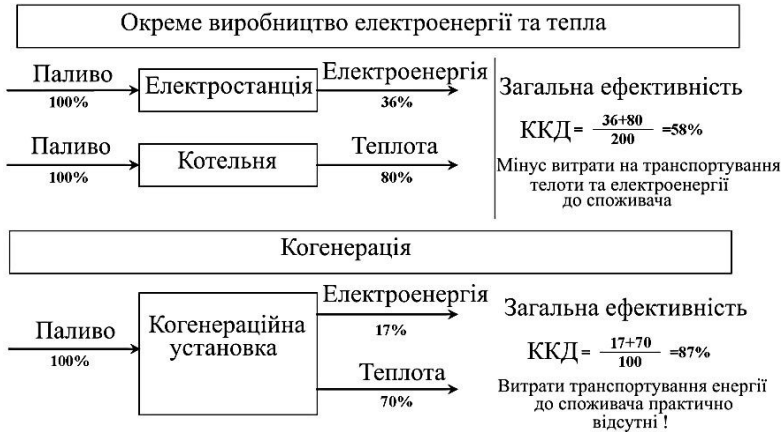 Окреме виробництво електроенергії та тепла
Паливо
100%
Електростанція
Електроенергія
36%
Паливо
100%
Котельня
Теплота
80%
Загальна ефективність
ККД = 36+80 / 200 =58%
Мінус витрати на транспортування
телоти та електроенергії
до споживача
Когенерація
Паливо
100%
Когенераційна
установка
Електроенергія
17%
Теплота
70%
Загальна ефективність
ККД = 17+70 / 100 =87%
Витрати транспортування енергії
до споживача практично
відсутні !